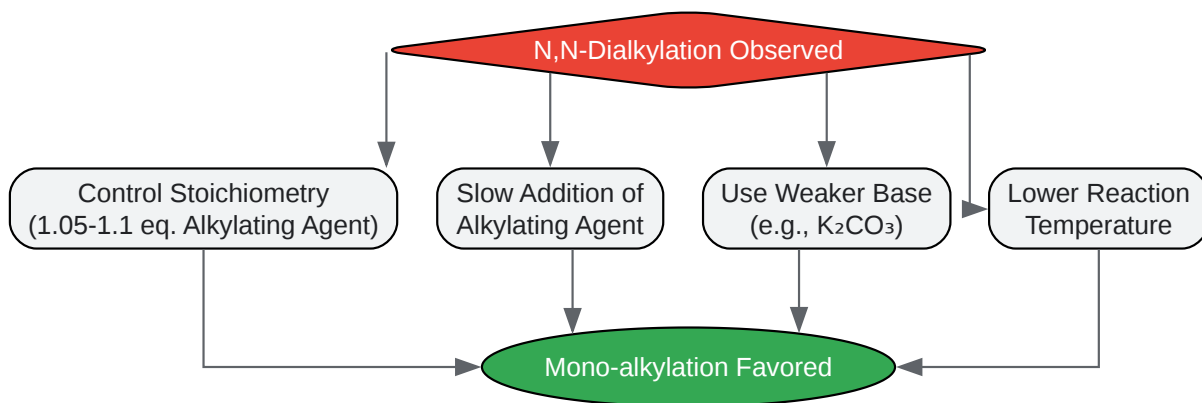 N,N-Dialkylation Observed
Control Stoichiometry
(1.05-1.1 eq. Alkylating Agent)
Slow Addition of
Alkylating Agent
Use Weaker Base
(e.g., K₂CO₃)
Lower Reaction
Temperature
Mono-alkylation Favored